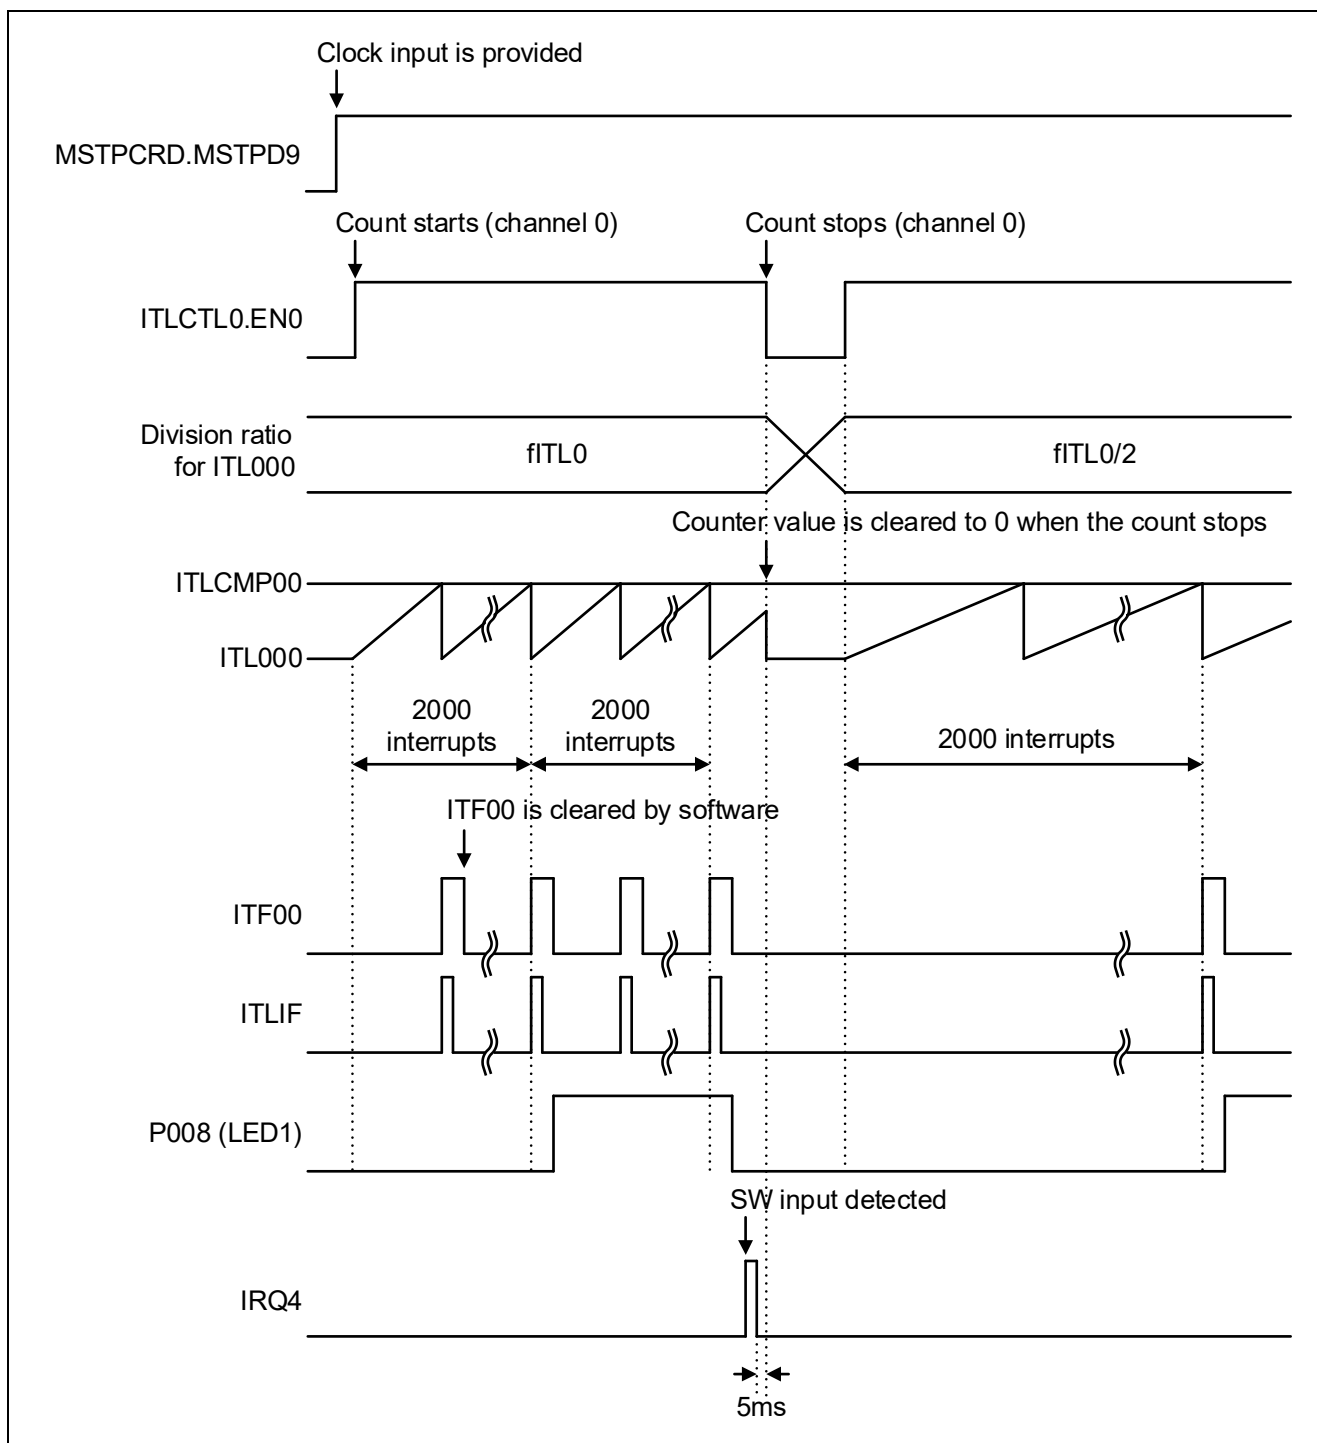 Clock input is provided
MSTPCRD.MSTPD9
Count starts (channel 0)
Count stops (channel 0)
ITLCTL0.EN0
Division ratio
for ITL000
fITL0
fITL0/2
Counter value is cleared to 0 when the count stops
ITLCMP00
ITL000
2000
interrupts
2000
interrupts
2000 interrupts
ITF00 is cleared by software
ITF00
ITLIF
P008 (LED1)
SW input detected
IRQ4
5ms